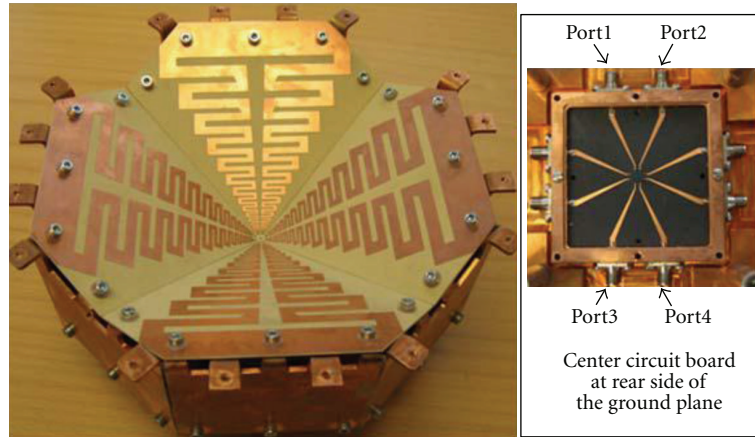 Port1 Port2
Port3 Port4
Center circuit board
at rear side of
the ground plane